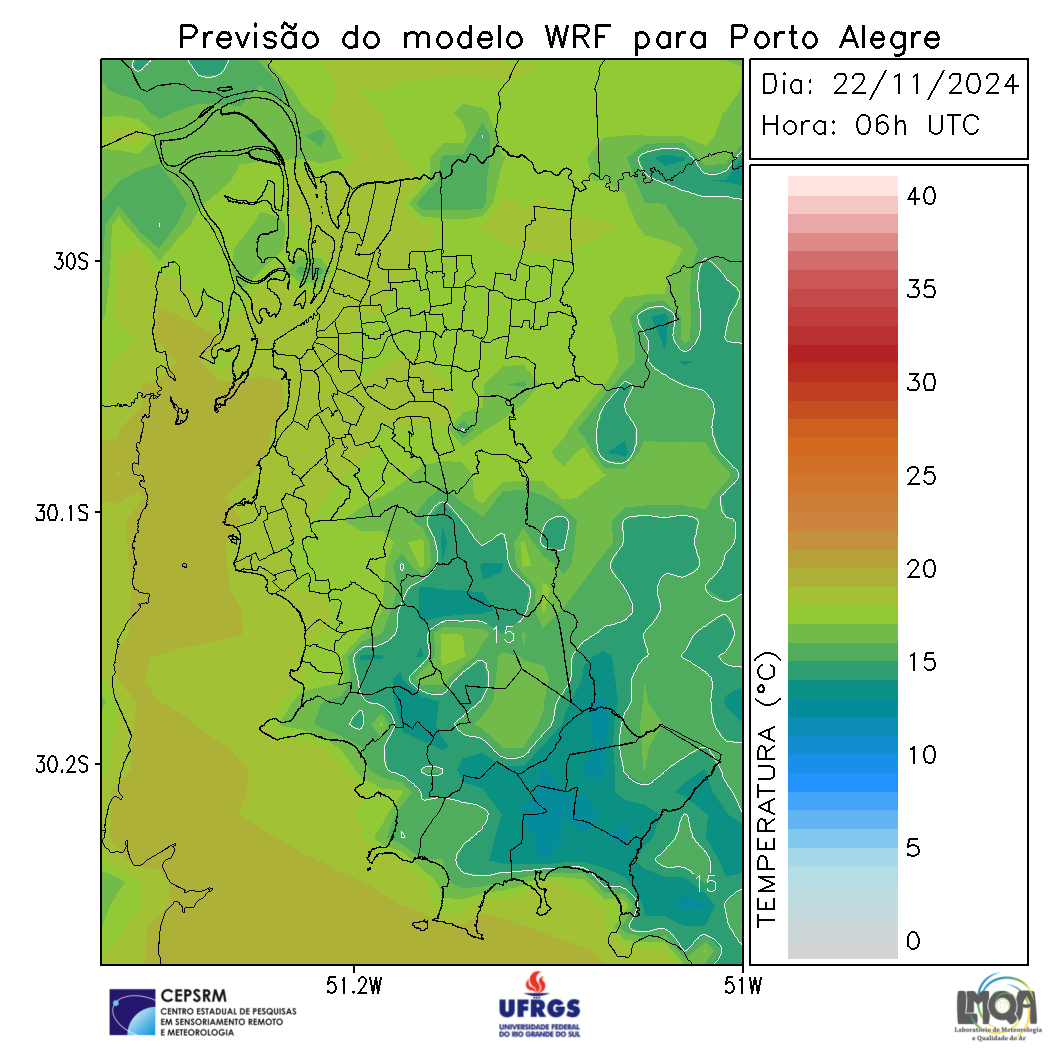 Previsão do modelo WRF para Porto Alegre
Dia: 22/11/2024
Hora: 06h UTC
30S
30.1S
30.2S
51.2W
51W
15
15
TEMPERATURA (°C)
40
35
30
25
20
15
10
5
0
CEPSRM
CENTRO ESTADUAL DE PESQUISAS
EM SENSORIAMENTO REMOTO
E METEOROLOGIA
UFRGS
UNIVERSIDADE FEDERAL
DO RIO GRANDE DO SUL
LMQA
Laboratório de Meteorologia
e Qualidade do Ar